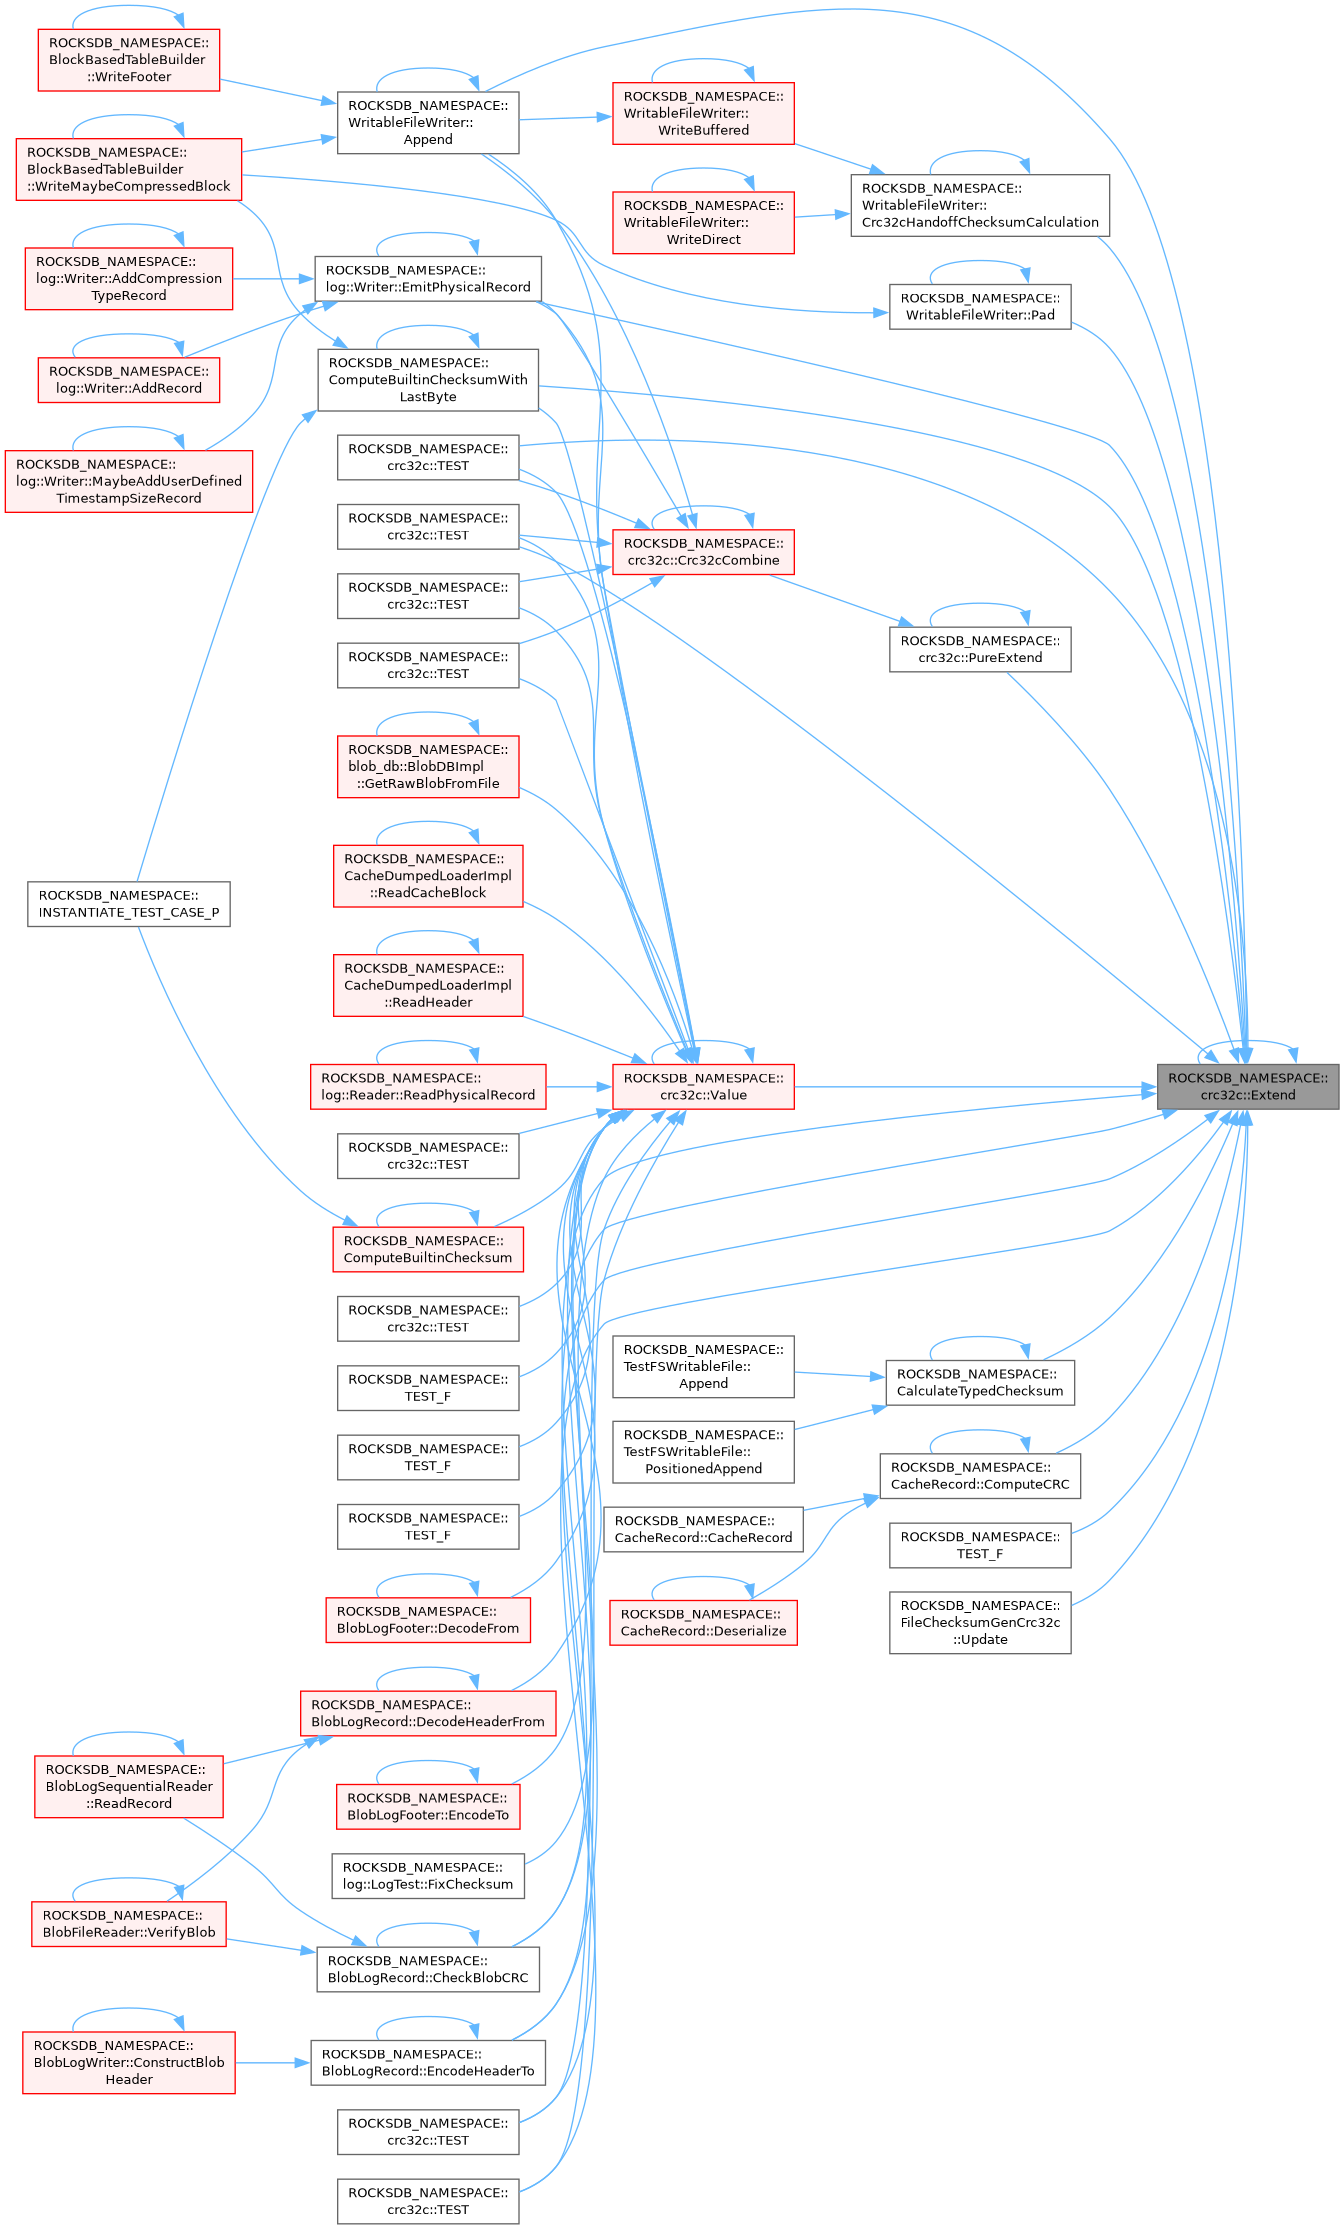 ROCKSDB_NAMESPACE::
BlockBasedTableBuilder
::WriteFooter
ROCKSDB_NAMESPACE::
BlockBasedTableBuilder
::WriteMaybeCompressedBlock
ROCKSDB_NAMESPACE::
log::Writer::AddCompression
TypeRecord
ROCKSDB_NAMESPACE::
log::Writer::AddRecord
ROCKSDB_NAMESPACE::
log::Writer::MaybeAddUserDefined
TimestampSizeRecord
ROCKSDB_NAMESPACE::
INSTANTIATE_TEST_CASE_P
ROCKSDB_NAMESPACE::
BlobLogSequentialReader
::ReadRecord
ROCKSDB_NAMESPACE::
BlobFileReader::VerifyBlob
ROCKSDB_NAMESPACE::
BlobLogWriter::ConstructBlob
Header
ROCKSDB_NAMESPACE::
WritableFileWriter::
Append
ROCKSDB_NAMESPACE::
log::Writer::EmitPhysicalRecord
ROCKSDB_NAMESPACE::
ComputeBuiltinChecksumWith
LastByte
ROCKSDB_NAMESPACE::
crc32c::TEST
ROCKSDB_NAMESPACE::
crc32c::TEST
ROCKSDB_NAMESPACE::
crc32c::TEST
ROCKSDB_NAMESPACE::
crc32c::TEST
ROCKSDB_NAMESPACE::
blob_db::BlobDBImpl
::GetRawBlobFromFile
ROCKSDB_NAMESPACE::
CacheDumpedLoaderImpl
::ReadCacheBlock
ROCKSDB_NAMESPACE::
CacheDumpedLoaderImpl
::ReadHeader
ROCKSDB_NAMESPACE::
log::Reader::ReadPhysicalRecord
ROCKSDB_NAMESPACE::
crc32c::TEST
ROCKSDB_NAMESPACE::
ComputeBuiltinChecksum
ROCKSDB_NAMESPACE::
crc32c::TEST
ROCKSDB_NAMESPACE::
TEST_F
ROCKSDB_NAMESPACE::
TEST_F
ROCKSDB_NAMESPACE::
TEST_F
ROCKSDB_NAMESPACE::
BlobLogFooter::DecodeFrom
ROCKSDB_NAMESPACE::
BlobLogRecord::DecodeHeaderFrom
ROCKSDB_NAMESPACE::
BlobLogFooter::EncodeTo
ROCKSDB_NAMESPACE::
log::LogTest::FixChecksum
ROCKSDB_NAMESPACE::
BlobLogRecord::CheckBlobCRC
ROCKSDB_NAMESPACE::
BlobLogRecord::EncodeHeaderTo
ROCKSDB_NAMESPACE::
crc32c::TEST
ROCKSDB_NAMESPACE::
crc32c::TEST
ROCKSDB_NAMESPACE::
WritableFileWriter::
WriteBuffered
ROCKSDB_NAMESPACE::
WritableFileWriter::
WriteDirect
ROCKSDB_NAMESPACE::
crc32c::Crc32cCombine
ROCKSDB_NAMESPACE::
crc32c::Value
ROCKSDB_NAMESPACE::
TestFSWritableFile::
Append
ROCKSDB_NAMESPACE::
TestFSWritableFile::
PositionedAppend
ROCKSDB_NAMESPACE::
CacheRecord::CacheRecord
ROCKSDB_NAMESPACE::
CacheRecord::Deserialize
ROCKSDB_NAMESPACE::
WritableFileWriter::
Crc32cHandoffChecksumCalculation
ROCKSDB_NAMESPACE::
WritableFileWriter::Pad
ROCKSDB_NAMESPACE::
crc32c::PureExtend
ROCKSDB_NAMESPACE::
CalculateTypedChecksum
ROCKSDB_NAMESPACE::
CacheRecord::ComputeCRC
ROCKSDB_NAMESPACE::
TEST_F
ROCKSDB_NAMESPACE::
FileChecksumGenCrc32c
::Update
ROCKSDB_NAMESPACE::
crc32c::Extend